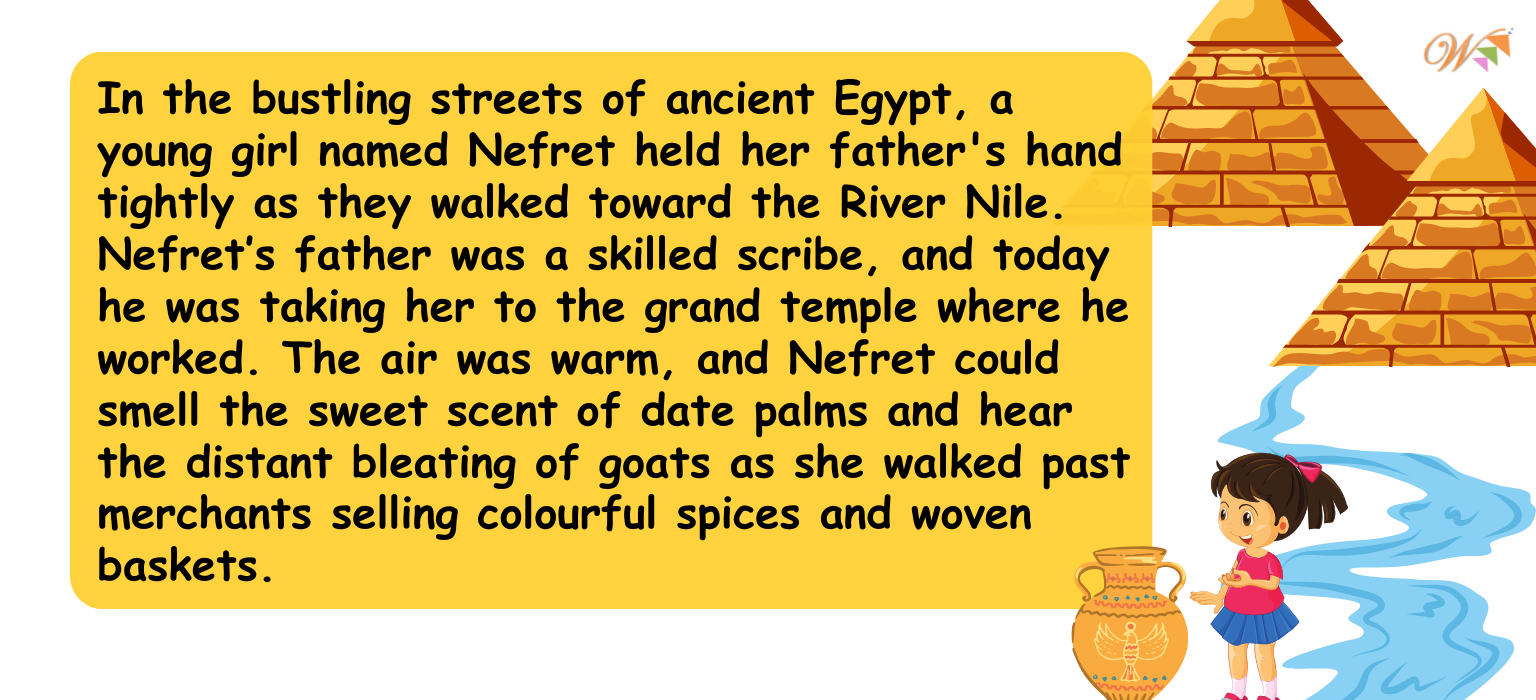 In the bustling streets of ancient Egypt, a
young girl named Nefret held her father's hand
tightly as they walked toward the River Nile.
Nefret’s father was a skilled scribe, and today
he was taking her to the grand temple where he
worked. The air was warm, and Nefret could
smell the sweet scent of date palms and hear
the distant bleating of goats as she walked past
merchants selling colourful spices and woven
baskets.
W